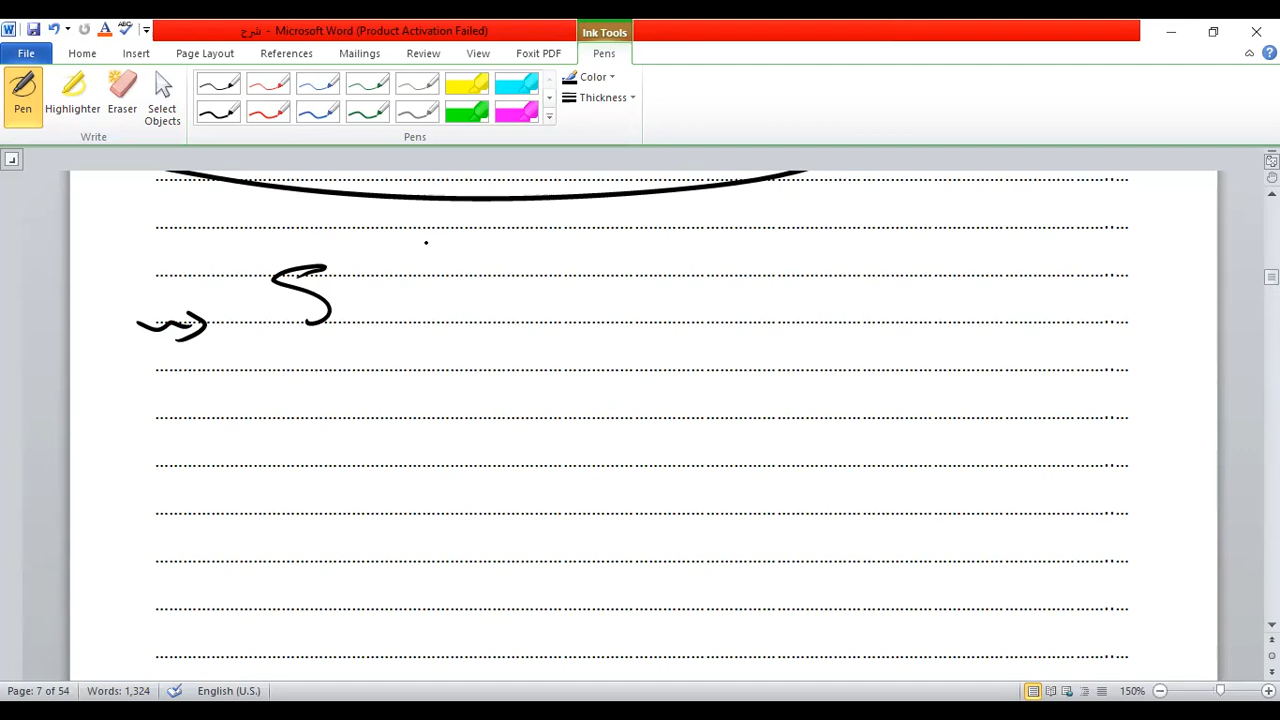 شرح - Microsoft Word (Product Activation Failed)
Ink Tools
File Home Insert Page Layout References Mailings Review View Foxit PDF Pens
Pen Highlighter Eraser Select Objects
Color
Thickness
Write Pens
S
Page: 7 of 54 Words: 1,324 English (U.S.) 150%